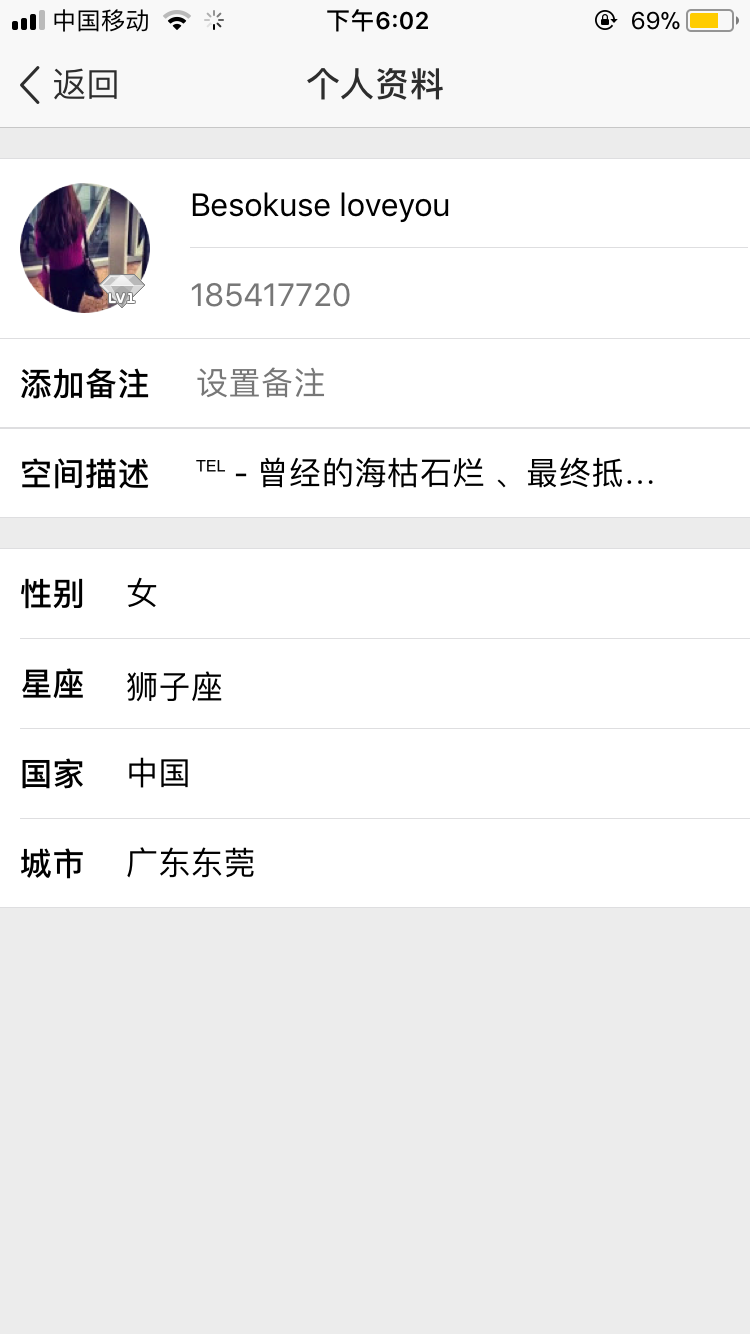 中国移动 下午6:02 69%
返回 个人资料
Besokuse loveyou
LV1
185417720
添加备注 设置备注
空间描述 ℡ - 曾经的海枯石烂 、最终抵...
性别 女
星座 狮子座
国家 中国
城市 广东东莞